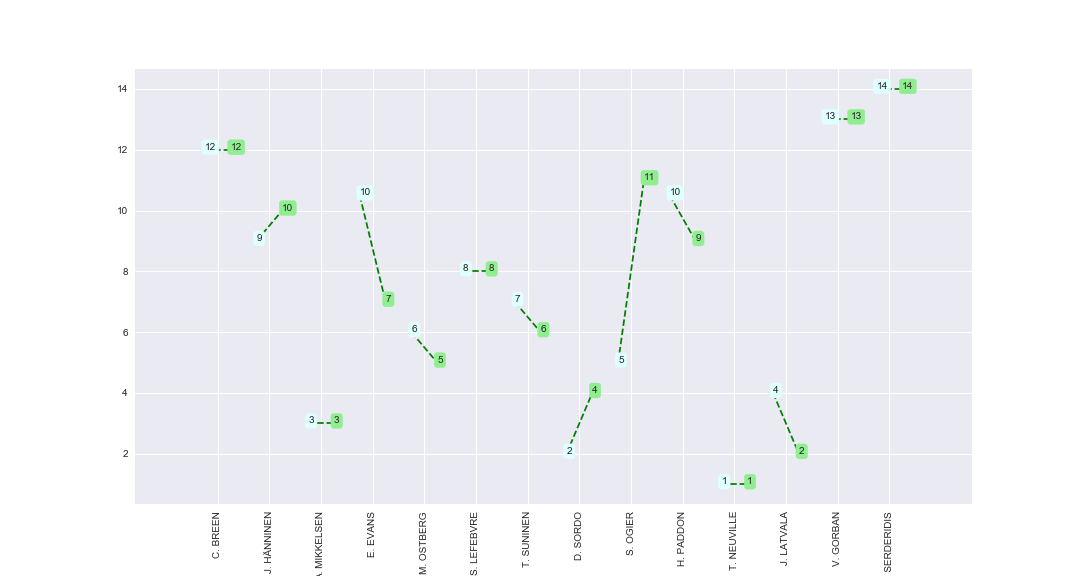 14
12
10
8
6
4
2
12 12
9 10
3 3
10 7
6 5
8 8
7 6
2 4
5 11
10 9
1 1
4 2
13 13
14 14
C. BREEN
J. HÄNNINEN
MIKKELSEN
E. EVANS
M. OSTBERG
S. LEFEBVRE
T. SUNINEN
D. SORDO
S. OGIER
H. PADDON
T. NEUVILLE
J. LATVALA
V. GORBAN
SERDERIDIS